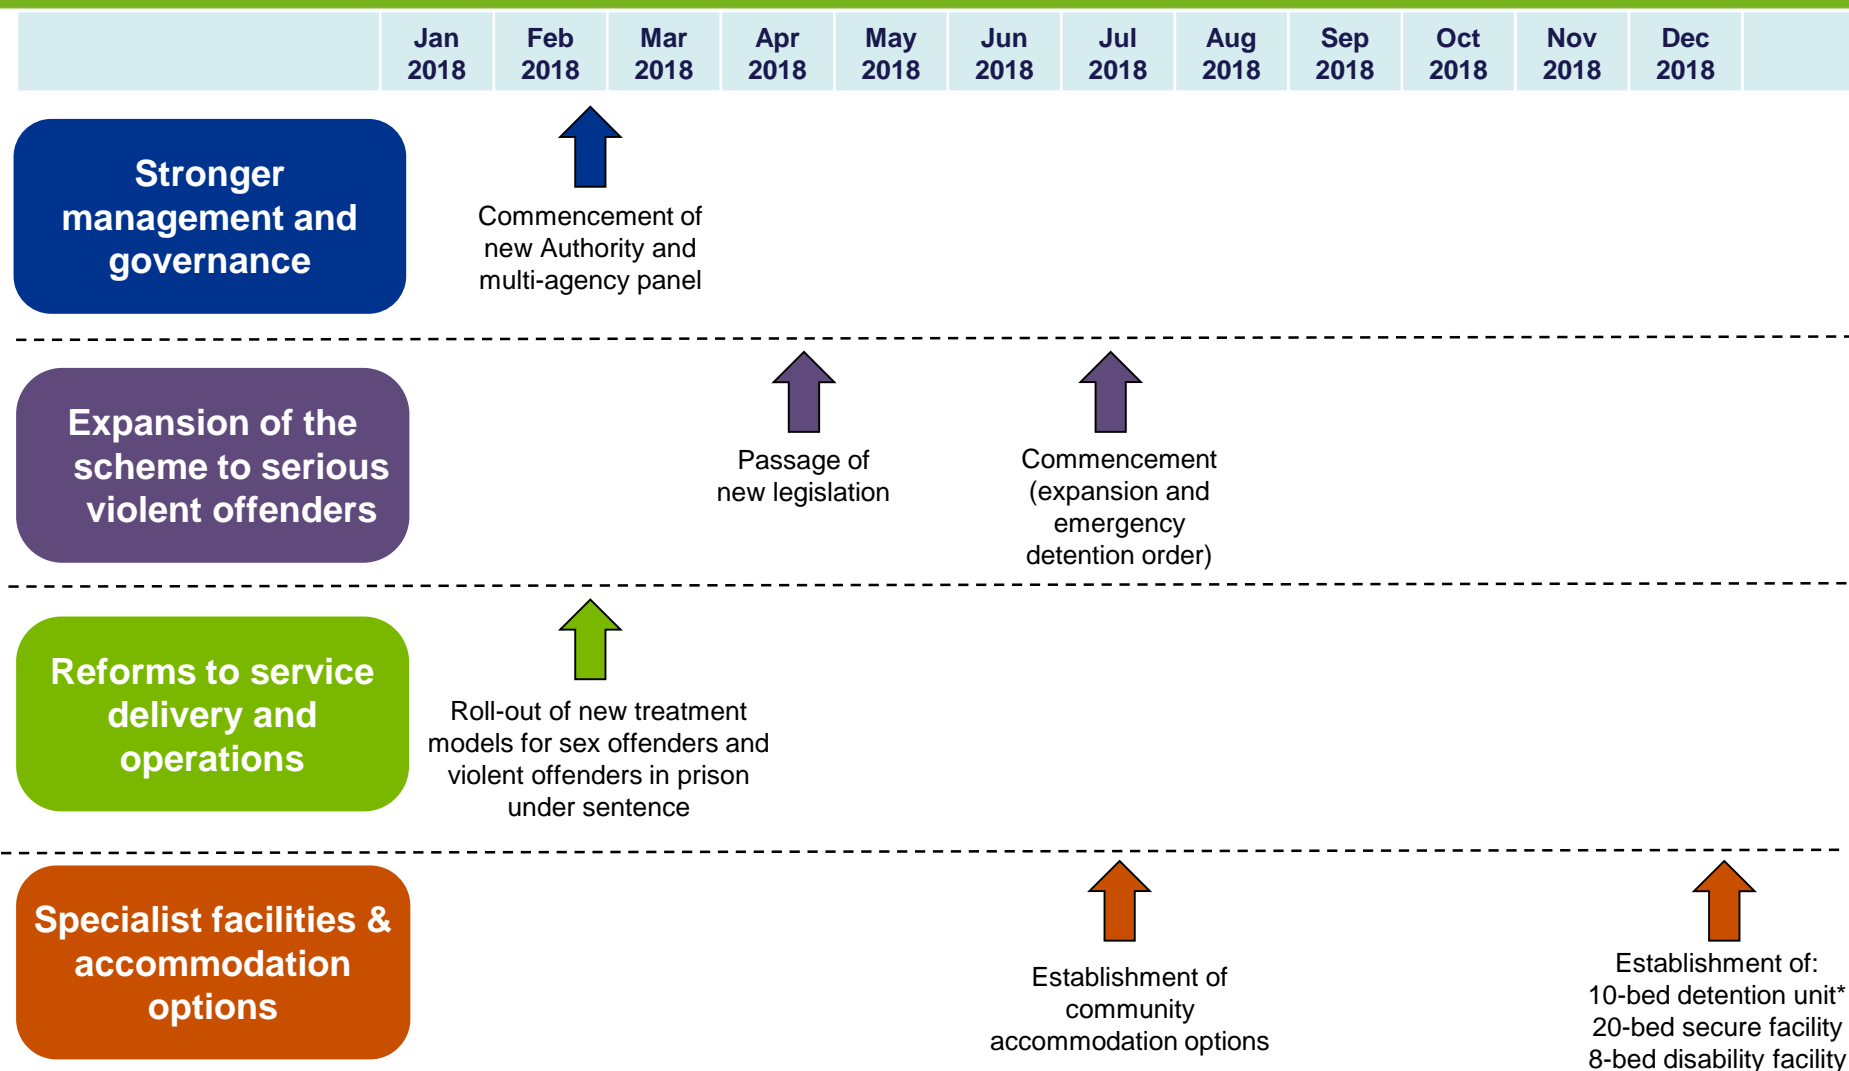 Jan 2018
Feb 2018
Mar 2018
Apr 2018
May 2018
Jun 2018
Jul 2018
Aug 2018
Sep 2018
Oct 2018
Nov 2018
Dec 2018
Stronger
management and
governance
Commencement of
new Authority and
multi-agency panel
Expansion of the
scheme to serious
violent offenders
Passage of
new legislation
Commencement
(expansion and
emergency
detention order)
Reforms to service
delivery and
operations
Roll-out of new treatment
models for sex offenders and
violent offenders in prison
under sentence
Specialist facilities &
accommodation
options
Establishment of
community
accommodation options
Establishment of:
10-bed detention unit*
20-bed secure facility
8-bed disability facility